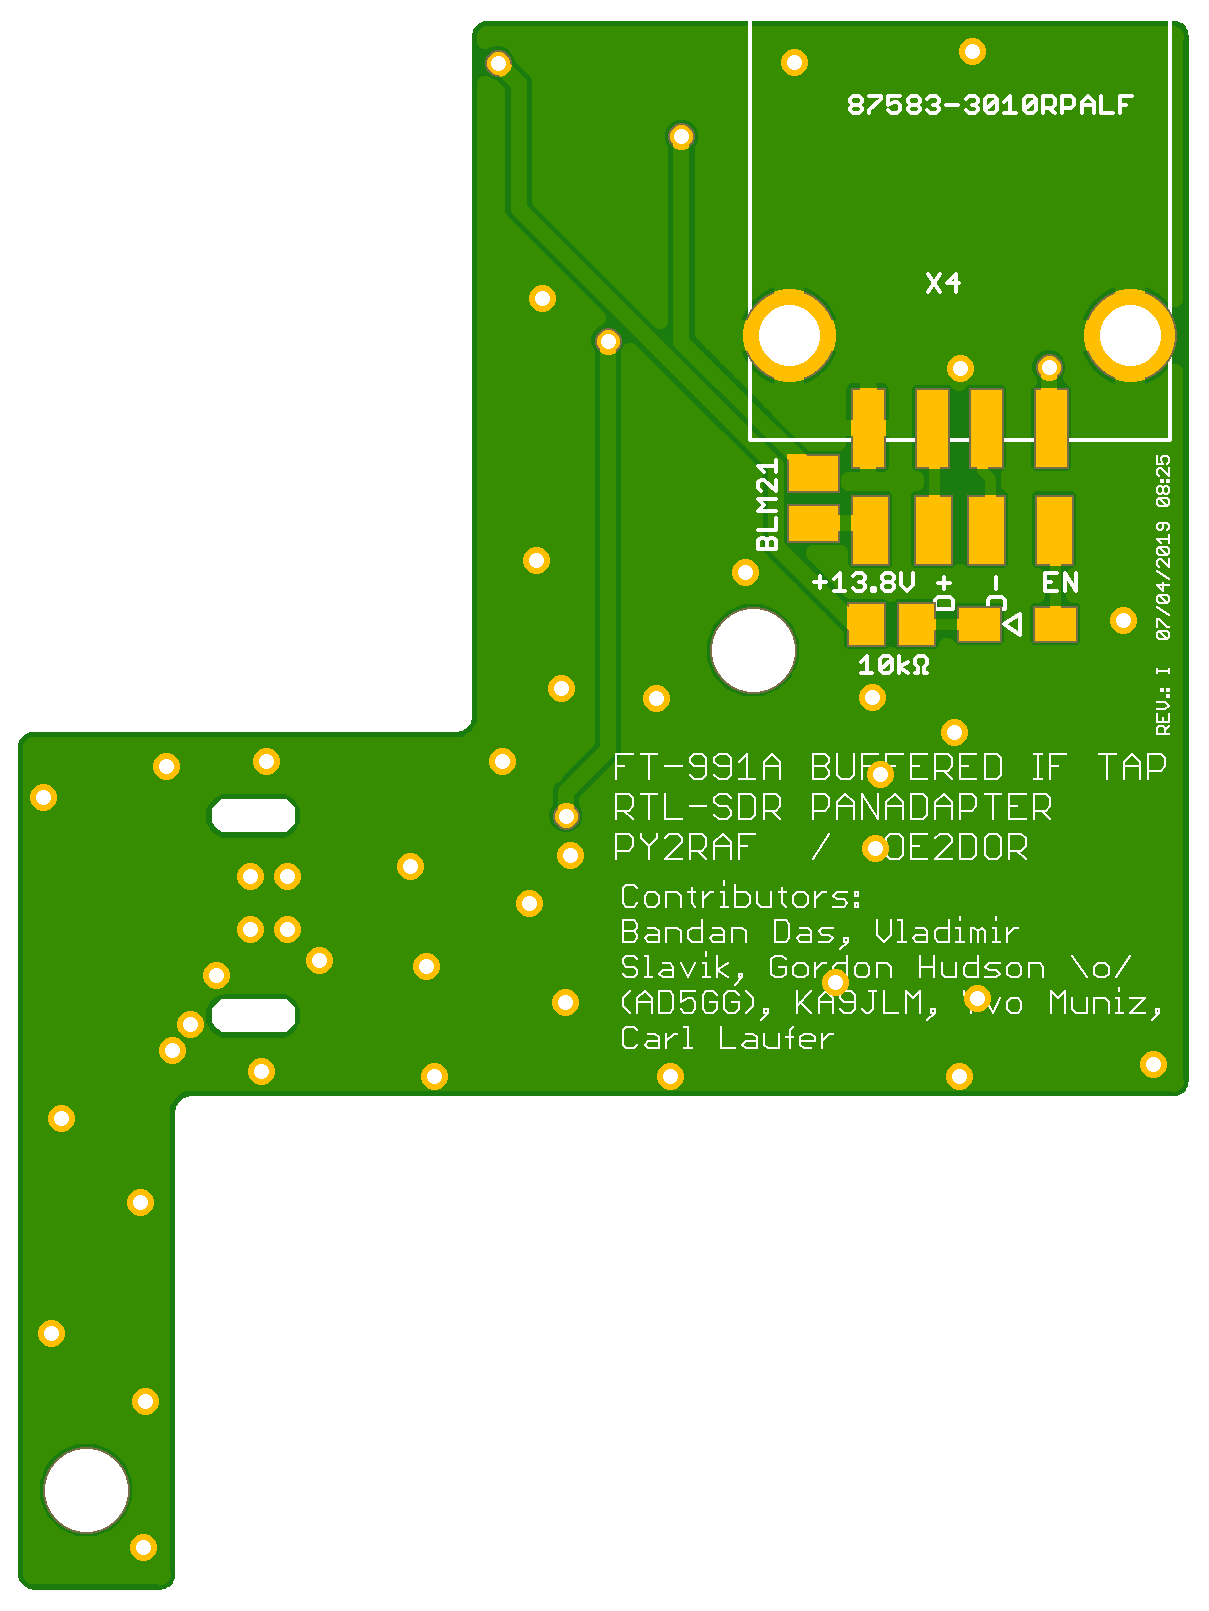 87583-3010RPALF
X4
BLM21
+13.8V D+ D- EN
10kΩ
REV.: I 07/04/2019 08:25
FT-991A BUFFERED IF TAP
RTL-SDR PANADAPTER
PY2RAF / OE2DOR
Contributors:
Bandan Das, Vladimir
Slavik, Gordon Hudson \o/
(AD5GG), KA9JLM, Yvo Muniz,
Carl Laufer